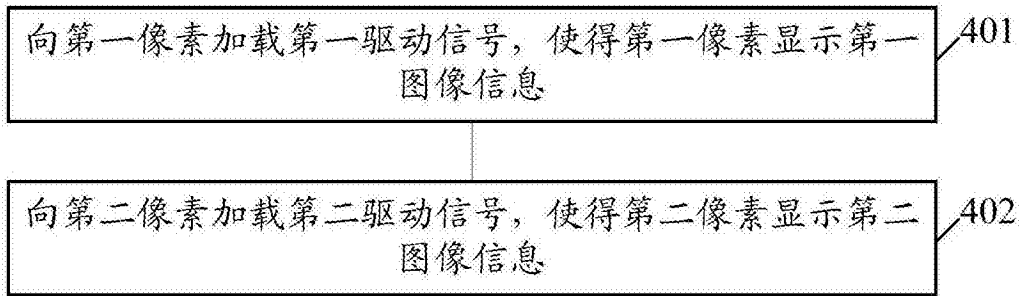 向第一像素加载第一驱动信号，使得第一像素显示第一
图像信息
401
向第二像素加载第二驱动信号，使得第二像素显示第二
图像信息
402